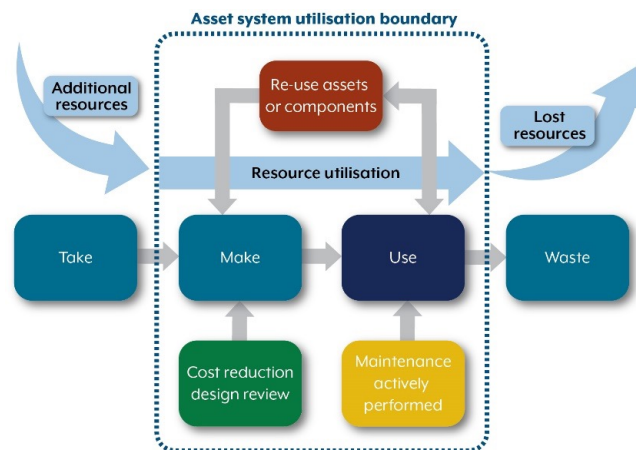 Asset system utilisation boundary
Additional
resources
Re-use assets
or components
Lost
resources
Resource utilisation
Take
Make
Use
Waste
Cost reduction
design review
Maintenance
actively
performed